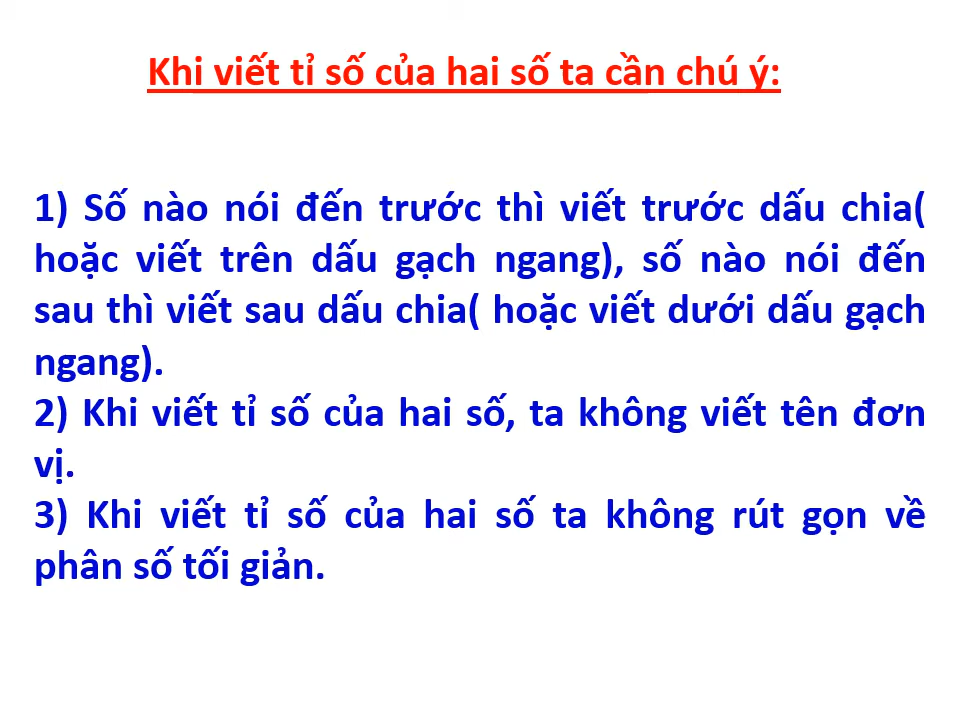 Khi viết tỉ số của hai số ta cần chú ý:
1) Số nào nói đến trước thì viết trước dấu chia(
hoặc viết trên dấu gạch ngang), số nào nói đến
sau thì viết sau dấu chia( hoặc viết dưới dấu gạch
ngang).
2) Khi viết tỉ số của hai số, ta không viết tên đơn
vị.
3) Khi viết tỉ số của hai số ta không rút gọn về
phân số tối giản.